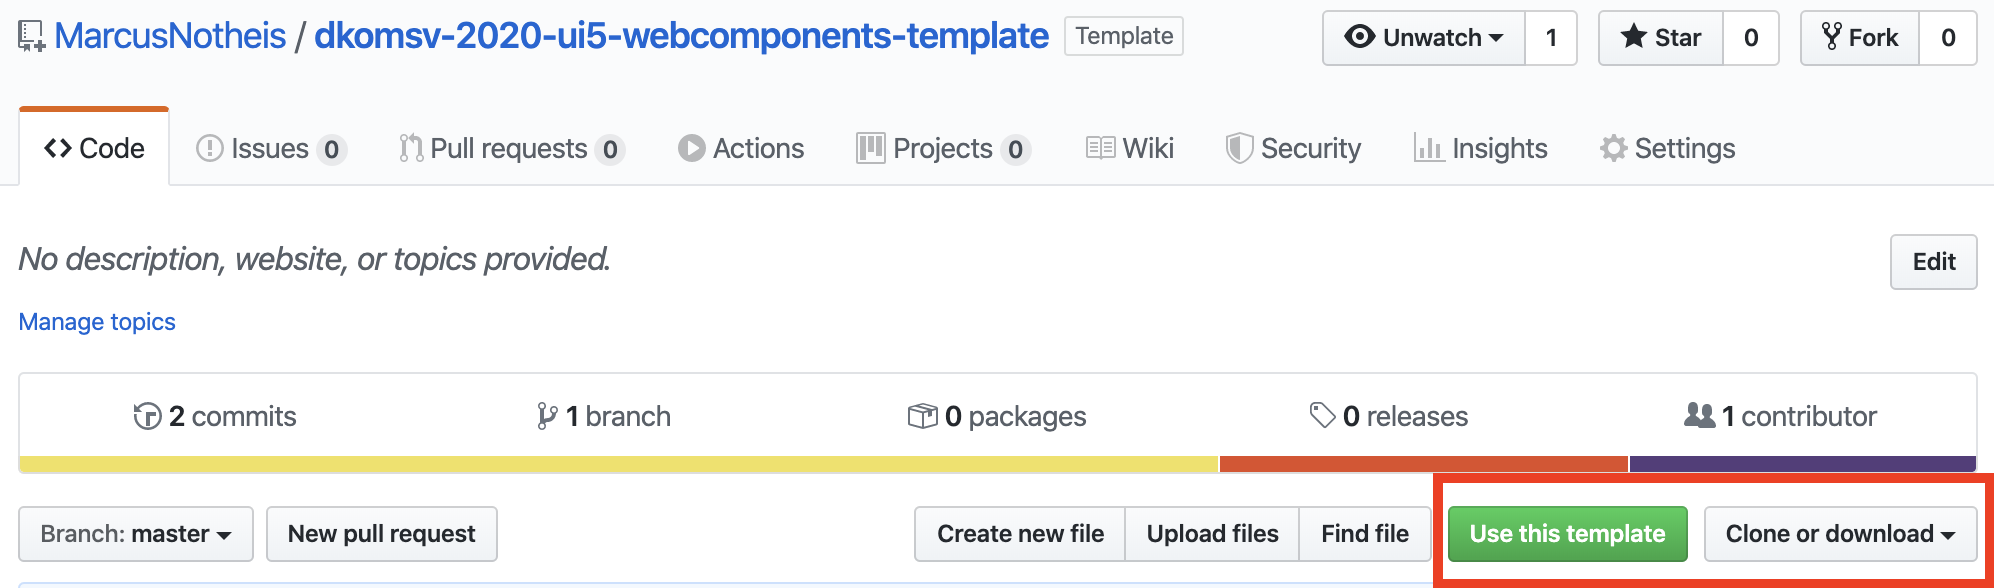 MarcusNotheis / dkomsv-2020-ui5-webcomponents-template Template Unwatch 1 Star 0 Fork 0
Code Issues 0 Pull requests 0 Actions Projects 0 Wiki Security Insights Settings
No description, website, or topics provided. Edit
Manage topics
2 commits 1 branch 0 packages 0 releases 1 contributor
Branch: master New pull request Create new file Upload files Find file Use this template Clone or download